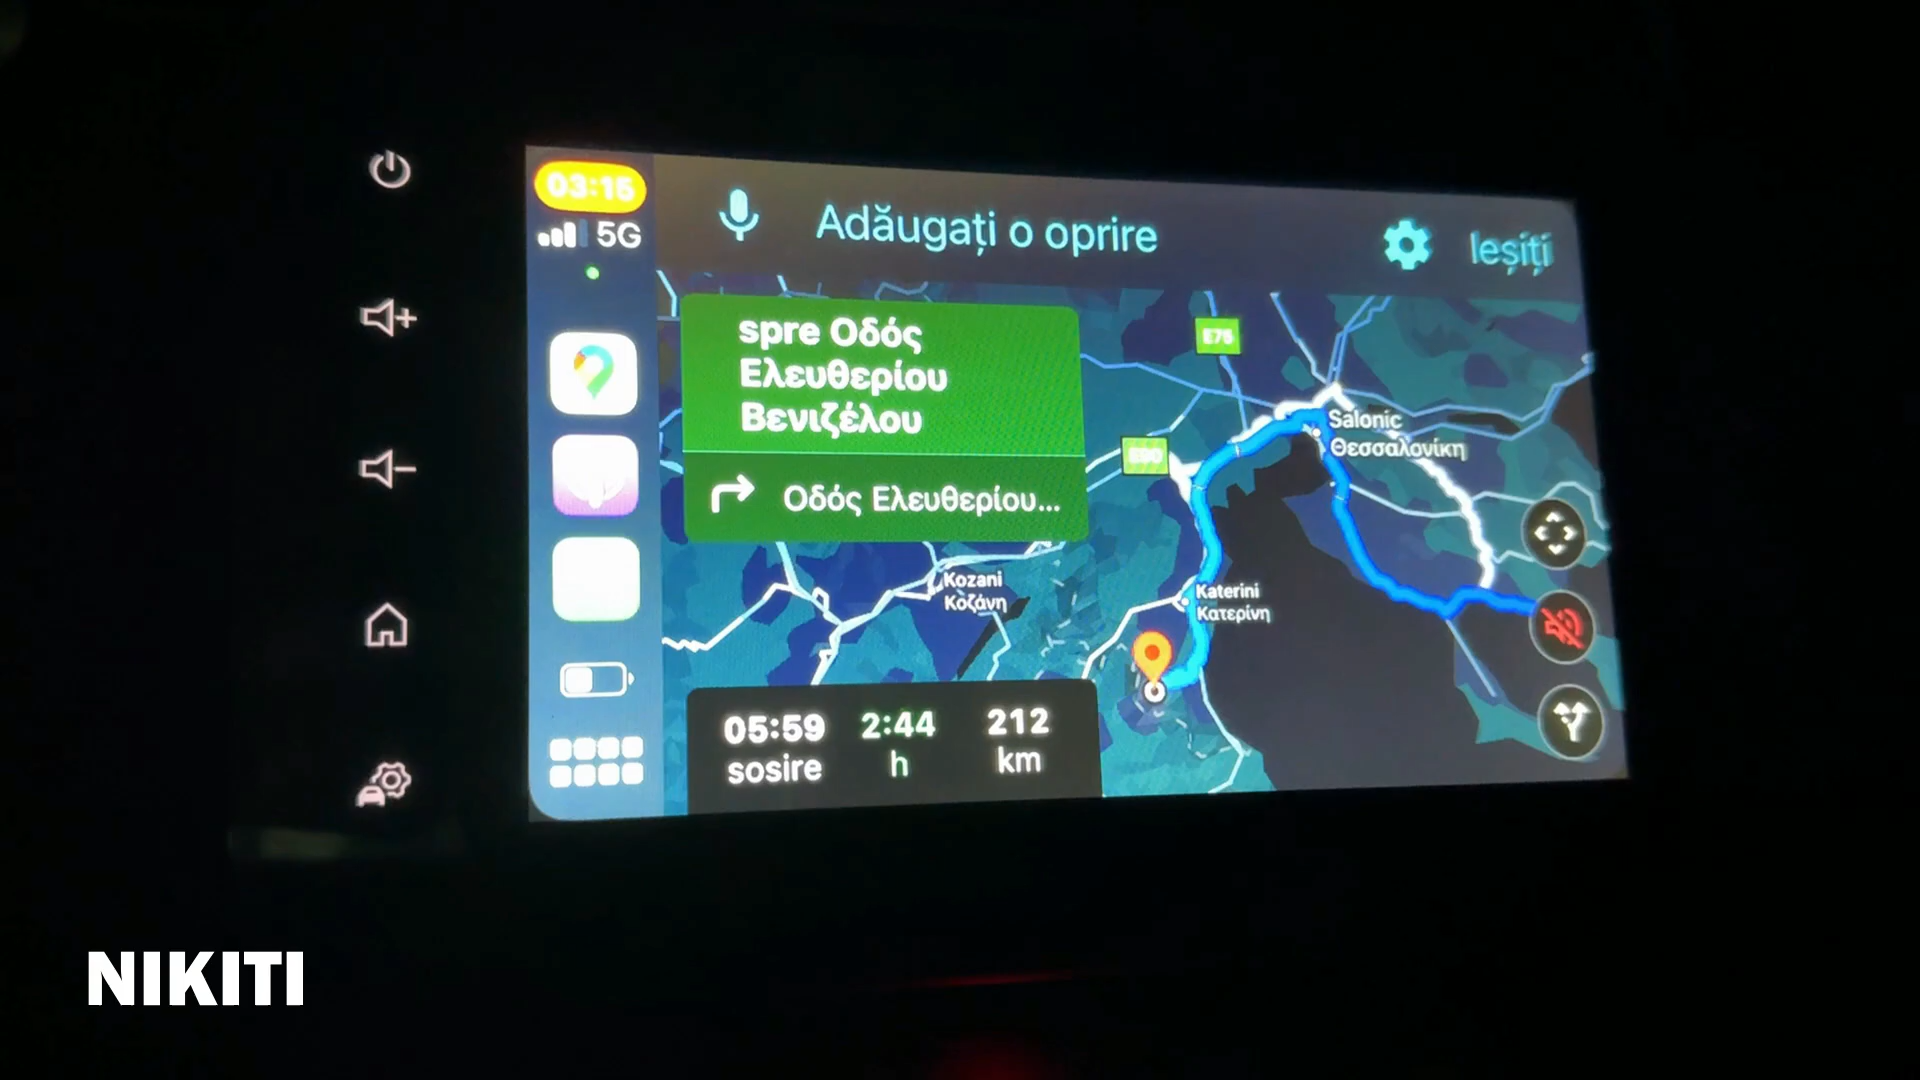 03:15
5G
Adăugați o oprire
Ieșiți
spre Οδός
Ελευθερίου
Βενιζέλου
Οδός Ελευθερίου...
E75
E90
Salonic
Θεσσαλονίκη
Kozani
Κοζάνη
Katerini
Κατερίνη
05:59
sosire
2:44
h
212
km
NIKITI